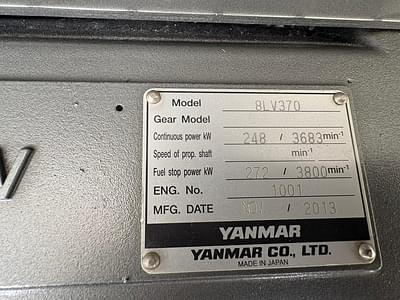 Model 8LV370
Gear Model
Continuous power kW 248 / 3683 min-1
Speed of prop. shaft min-1
Fuel stop power kW 272 / 3800 min-1
ENG. No. 1001
MFG. DATE NOV / 2013
YANMAR
YANMAR CO., LTD.
MADE IN JAPAN